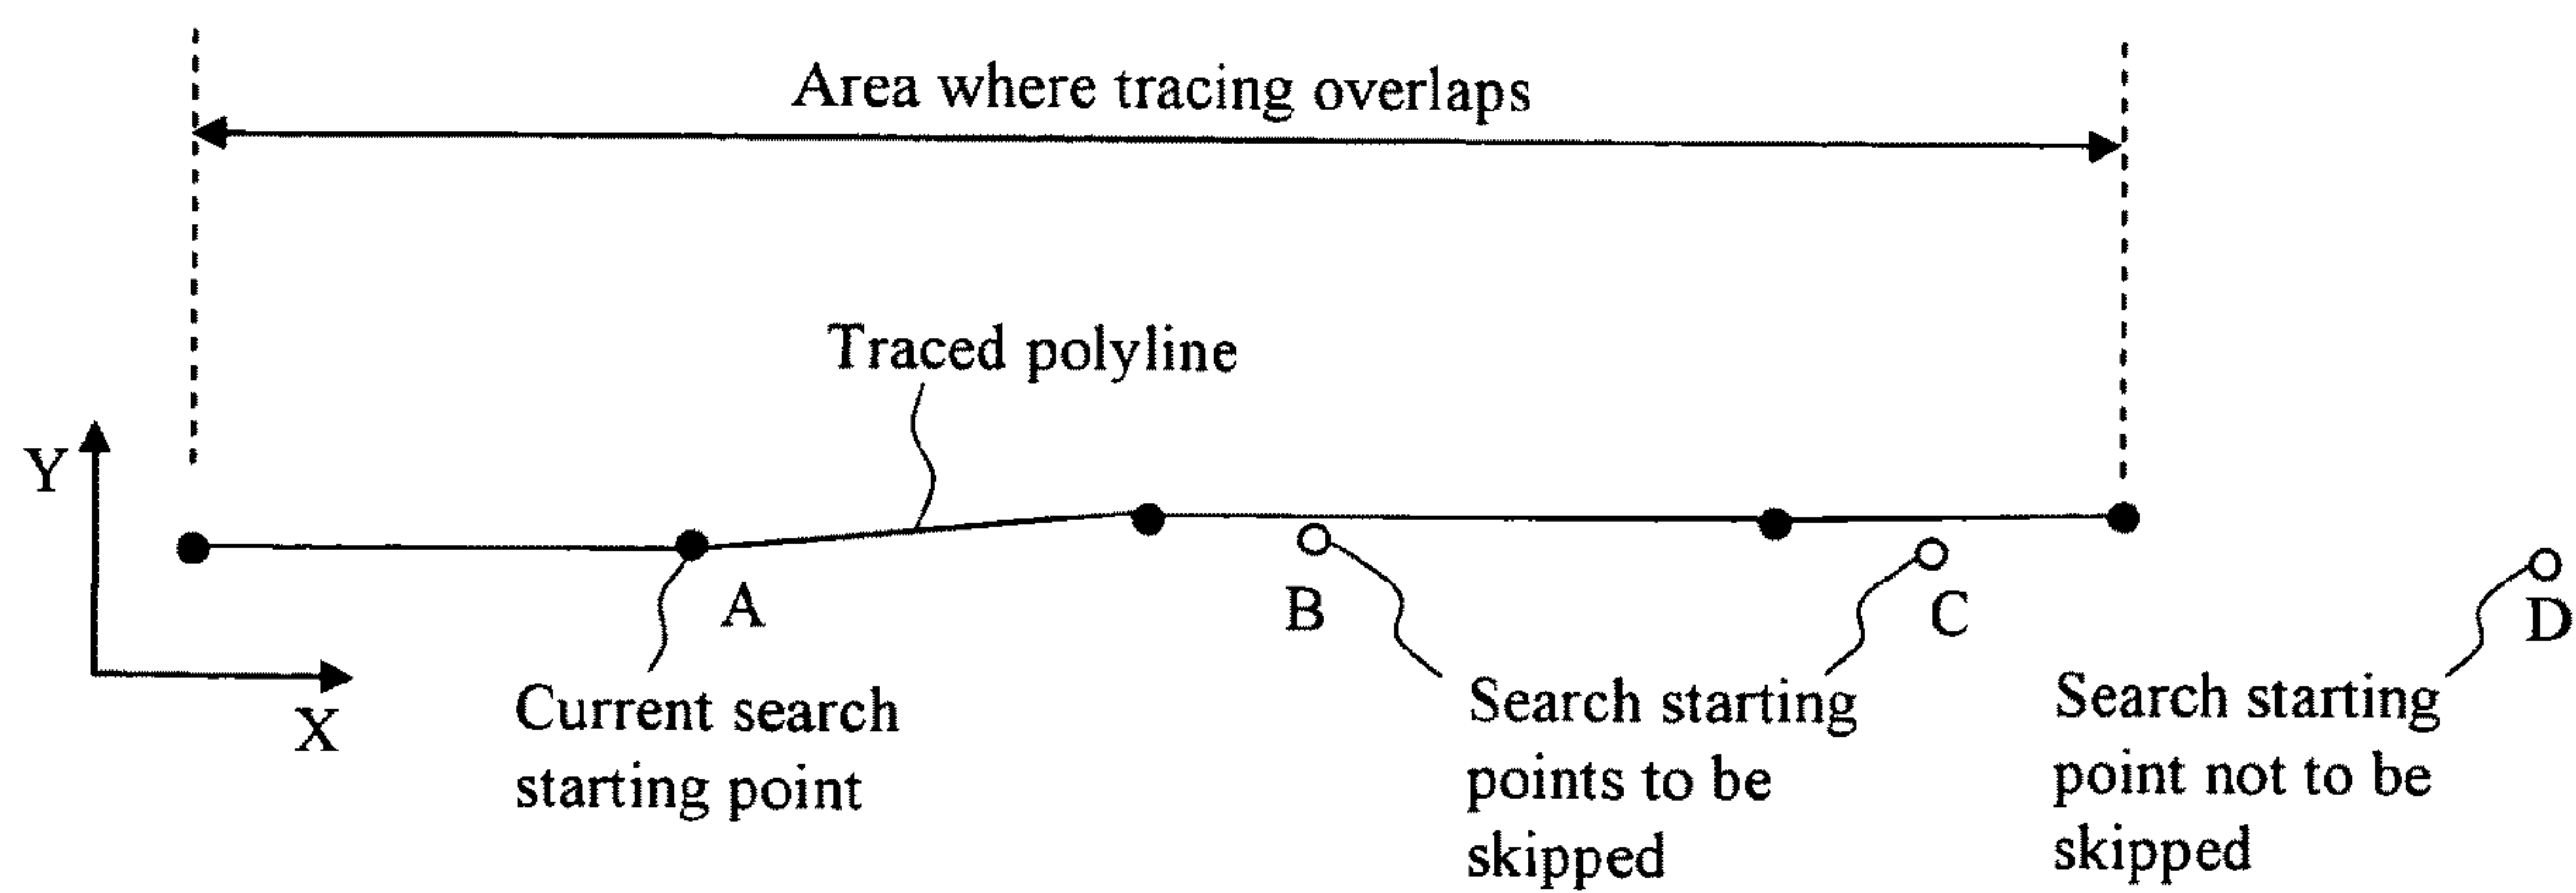 Area where tracing overlaps
Traced polyline
Y
A
B
C
D
X
Current search
starting point
Search starting
points to be
skipped
Search starting
point not to be
skipped